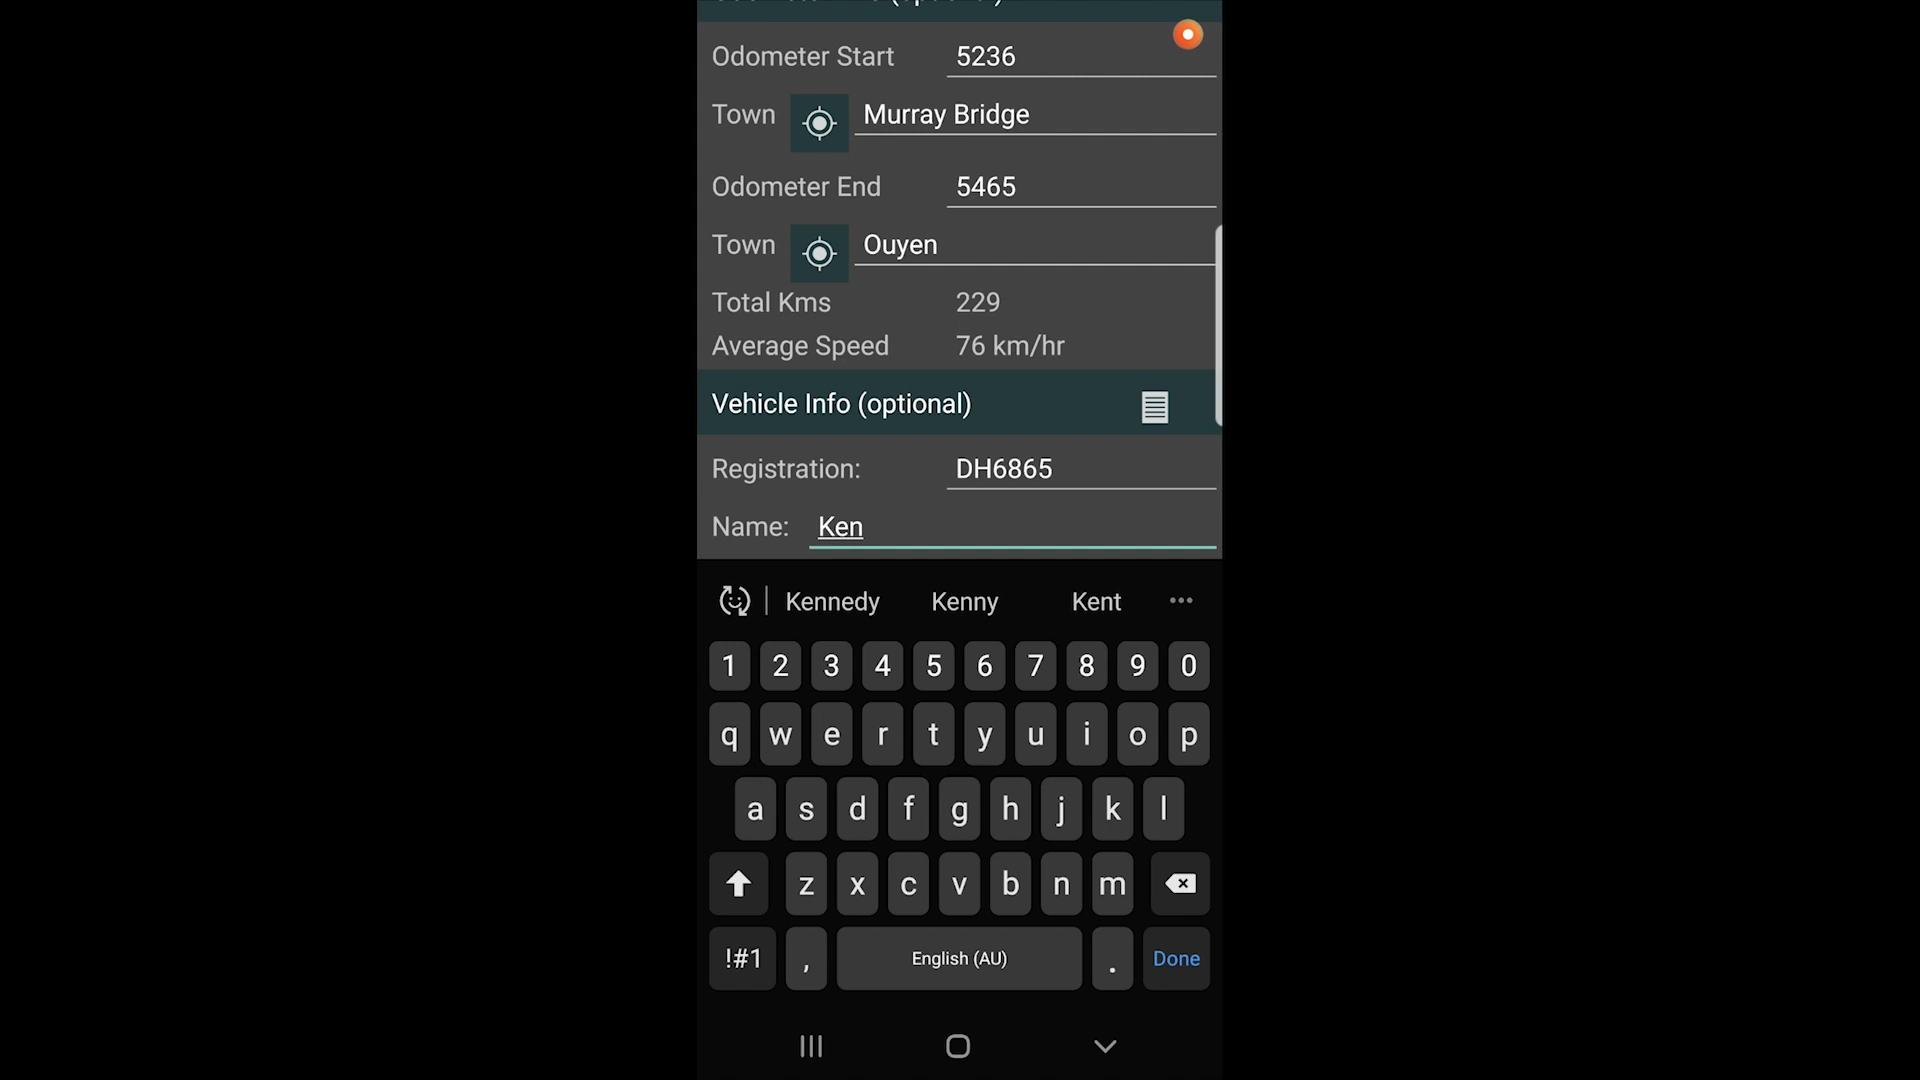 Odometer Start 5236
Town Murray Bridge
Odometer End 5465
Town Ouyen
Total Kms 229
Average Speed 76 km/hr
Vehicle Info (optional)
Registration: DH6865
Name: Ken
Kennedy Kenny Kent
1 2 3 4 5 6 7 8 9 0
q w e r t y u i o p
a s d f g h j k l
z x c v b n m
!#1 , English (AU) . Done